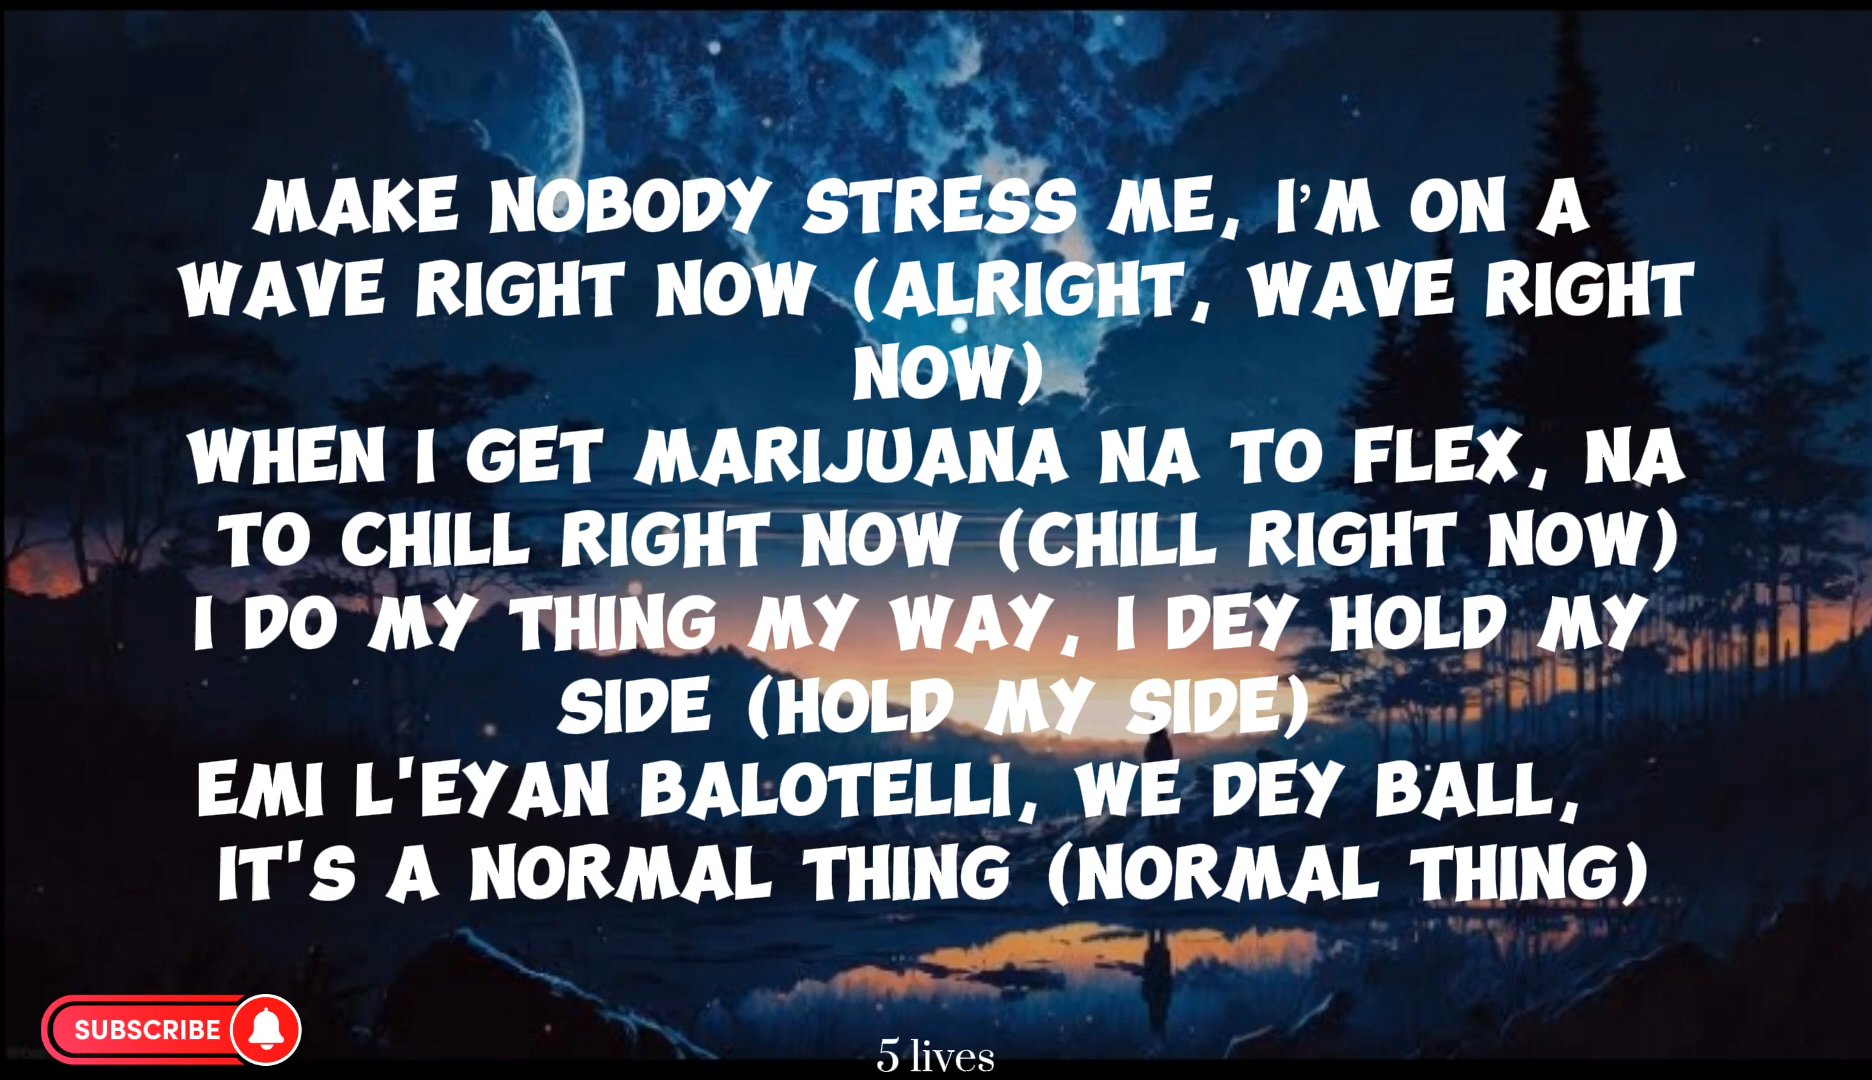 MAKE NOBODY STRESS ME, I’M ON A
WAVE RIGHT NOW (ALRIGHT, WAVE RIGHT
NOW)
WHEN I GET MARIJUANA NA TO FLEX, NA
TO CHILL RIGHT NOW (CHILL RIGHT NOW)
I DO MY THING MY WAY, I DEY HOLD MY
SIDE (HOLD MY SIDE)
EMI L'EYAN BALOTELLI, WE DEY BALL,
IT'S A NORMAL THING (NORMAL THING)
SUBSCRIBE
5 lives